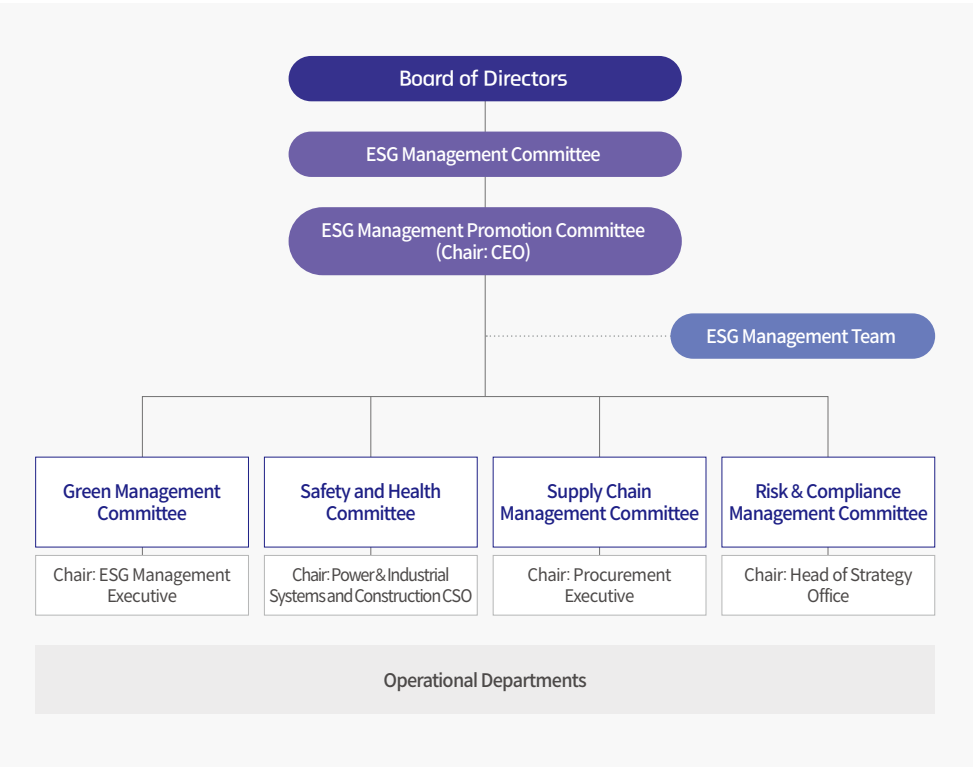 Board of Directors
ESG Management Committee
ESG Management Promotion Committee
(Chair: CEO)
ESG Management Team
Green Management
Committee
Safety and Health
Committee
Supply Chain
Management Committee
Risk & Compliance
Management Committee
Chair: ESG Management
Executive
Chair: Power & Industrial
Systems and Construction CSO
Chair: Procurement
Executive
Chair: Head of Strategy
Office
Operational Departments